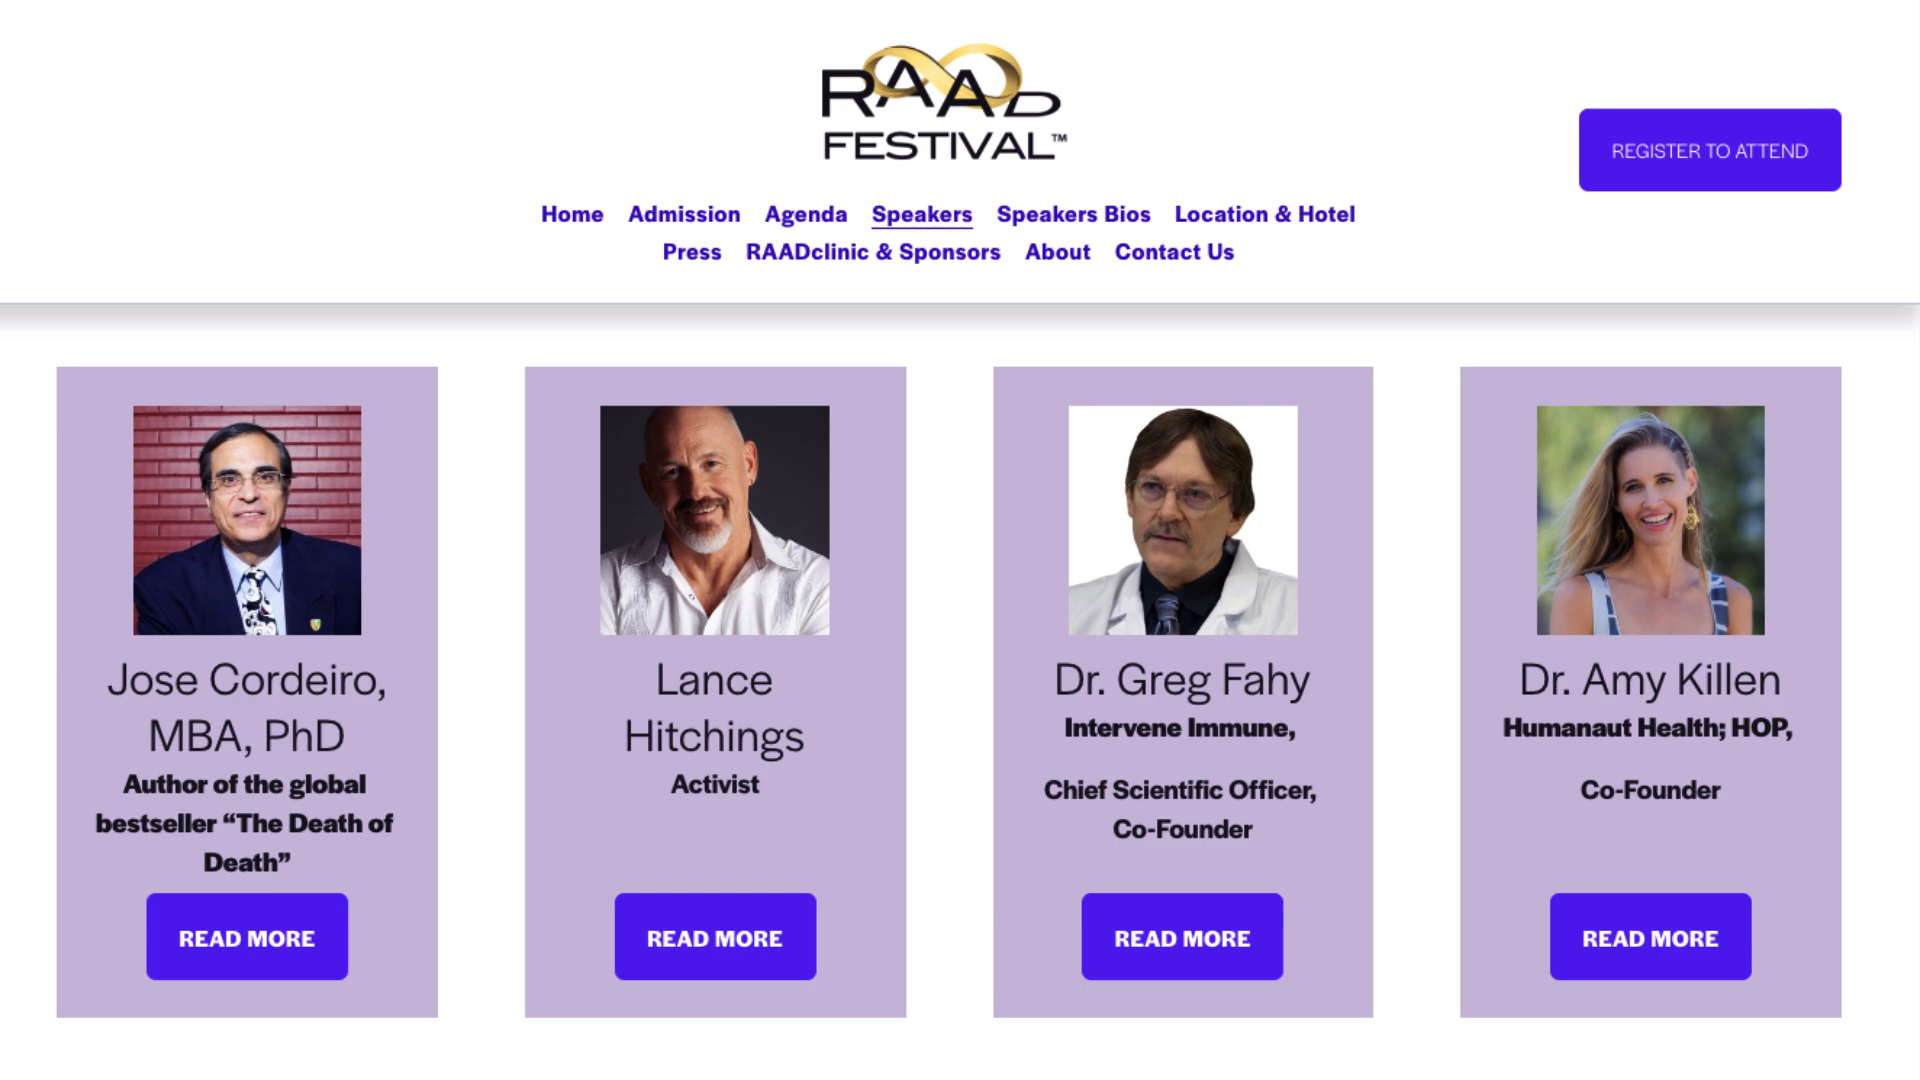 RAAD
FESTIVAL™
REGISTER TO ATTEND
Home Admission Agenda Speakers Speakers Bios Location & Hotel
Press RAADclinic & Sponsors About Contact Us
Jose Cordeiro,
MBA, PhD
Author of the global
bestseller “The Death of
Death”
READ MORE
Lance
Hitchings
Activist
READ MORE
Dr. Greg Fahy
Intervene Immune,
Chief Scientific Officer,
Co-Founder
READ MORE
Dr. Amy Killen
Humanaut Health; HOP,
Co-Founder
READ MORE